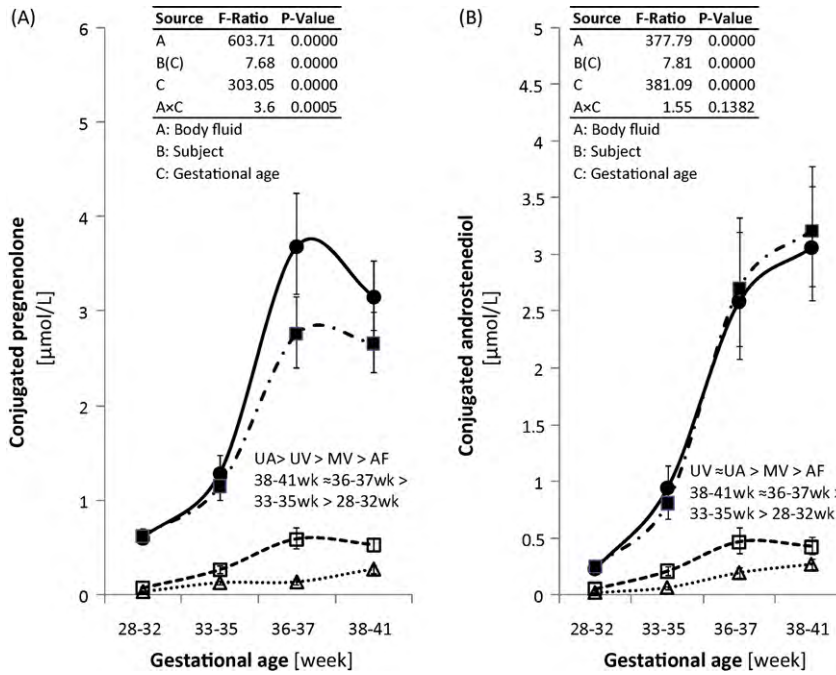 (A)
Source F-Ratio P-Value
A 603.71 0.0000
B(C) 7.68 0.0000
C 303.05 0.0000
A×C 3.6 0.0005
A: Body fluid
B: Subject
C: Gestational age
Conjugated pregnenolone
[µmol/L]
6
5
4
3
2
1
0
UA> UV > MV > AF
38-41wk ≈36-37wk >
33-35wk > 28-32wk
28-32 33-35 36-37 38-41
Gestational age [week]
(B)
Source F-Ratio P-Value
A 377.79 0.0000
B(C) 7.81 0.0000
C 381.09 0.0000
A×C 1.55 0.1382
A: Body fluid
B: Subject
C: Gestational age
Conjugated androstenediol
[µmol/L]
5
4.5
4
3.5
3
2.5
2
1.5
1
0.5
0
UV ≈UA > MV > AF
38-41wk ≈36-37wk >
33-35wk > 28-32wk
28-32 33-35 36-37 38-41
Gestational age [week]